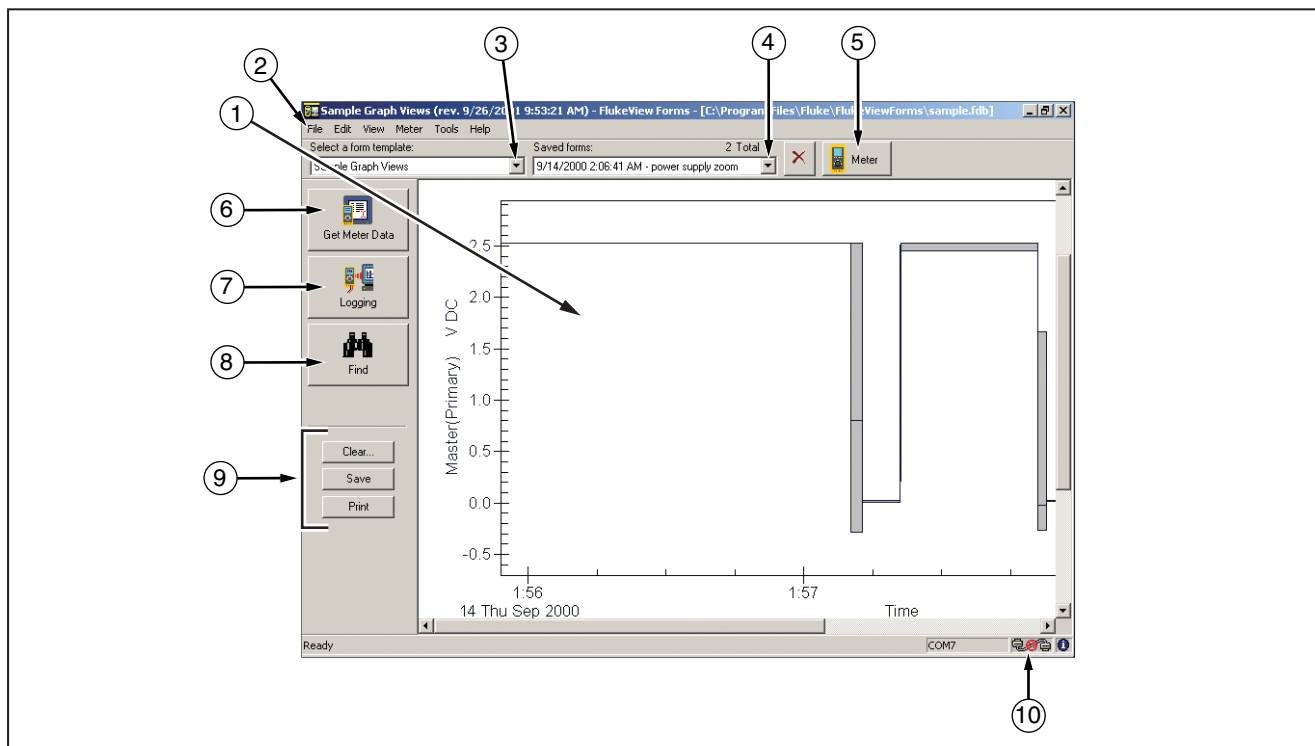 3
4
5
2
1
Sample Graph Views (rev. 9/26/2001 9:53:21 AM) - FlukeView Forms - [C:\Program Files\Fluke\FlukeViewForms\sample.fdb]
File Edit View Meter Tools Help
Select a form template:
Saved forms:
2 Total
Sample Graph Views
9/14/2000 2:06:41 AM - power supply zoom
Meter
6
Get Meter Data
7
Logging
8
Find
9
Clear...
Save
Print
Master(Primary) V DC
2.5
2.0
1.5
1.0
0.5
0.0
-0.5
1:56
1:57
14 Thu Sep 2000
Time
Ready
COM7
10